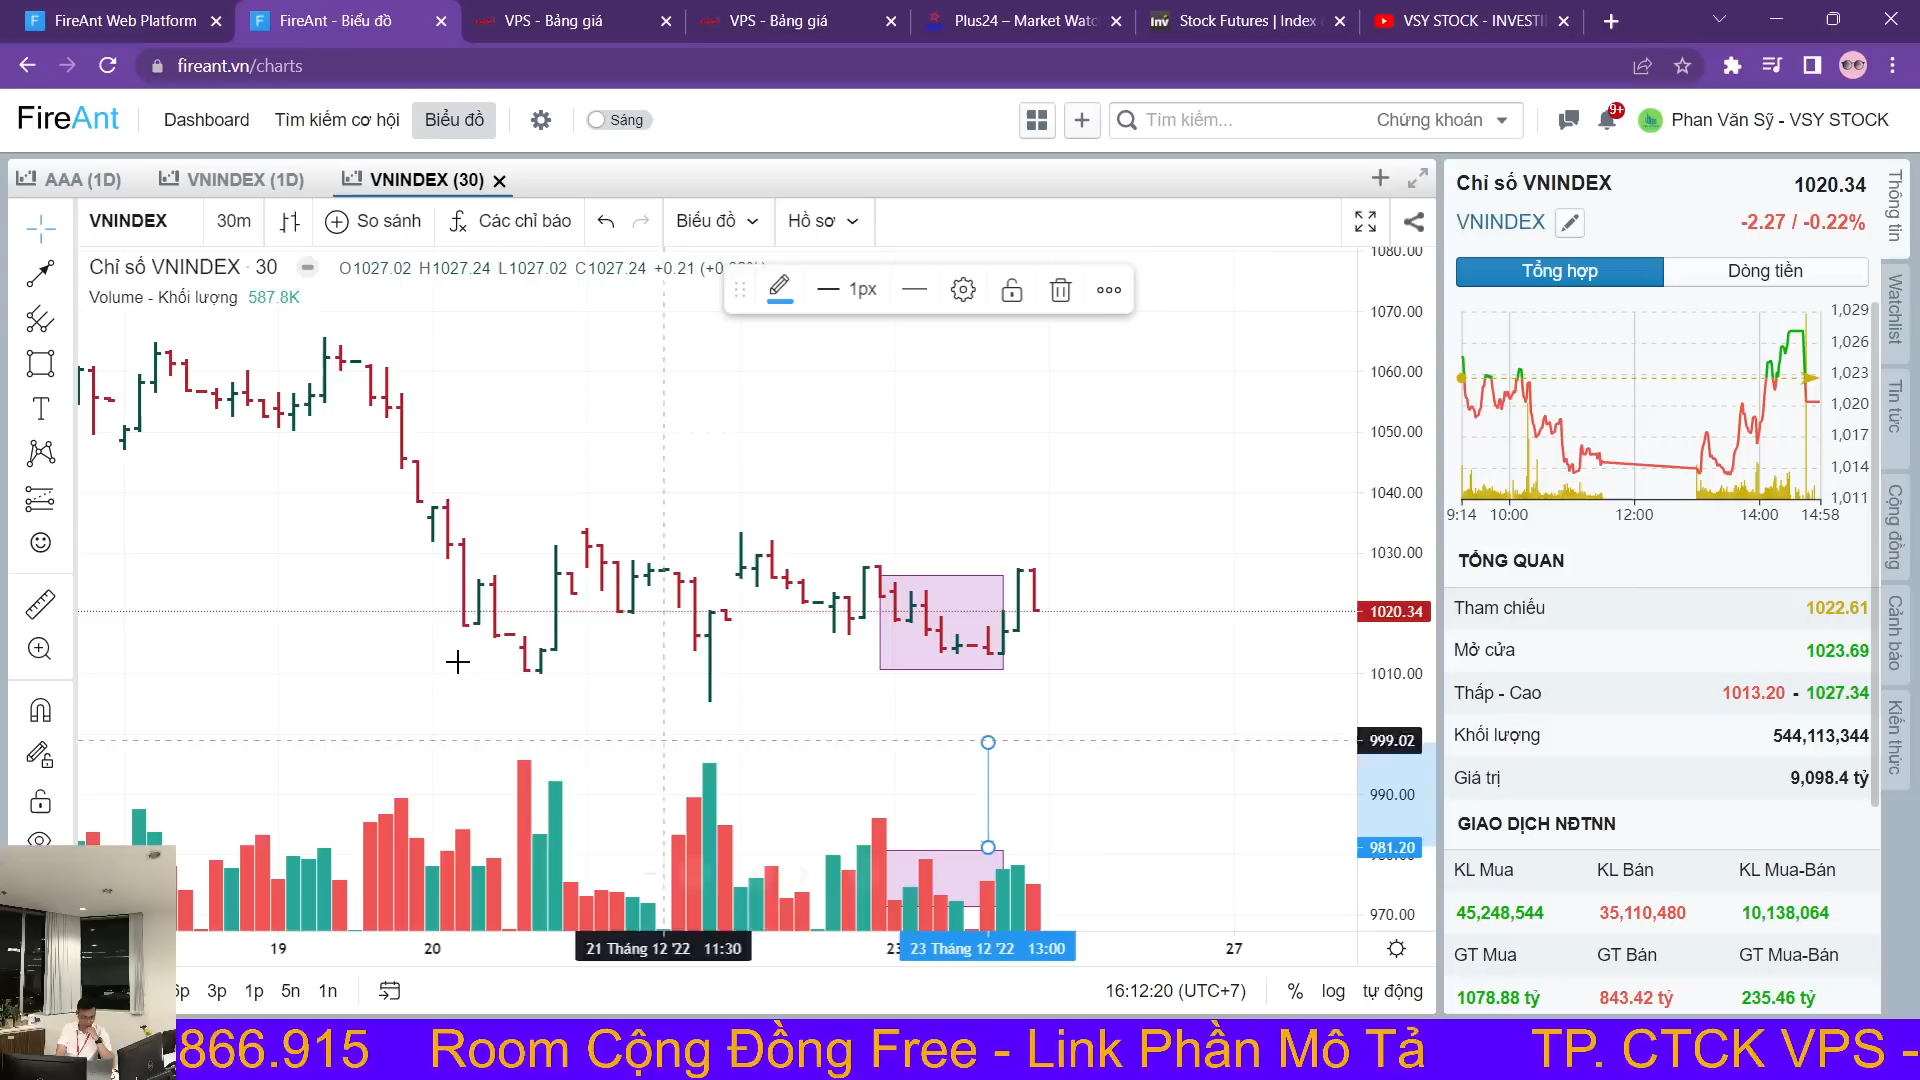 FireAnt Web Platform
FireAnt - Biểu đồ
VPS - Bảng giá
VPS - Bảng giá
Plus24 – Market Watc
Stock Futures | Index
VSY STOCK - INVESTI
fireant.vn/charts
FireAnt
Dashboard
Tìm kiếm cơ hội
Biểu đồ
Sáng
Tìm kiếm...
Chứng khoán
9+
Phan Văn Sỹ - VSY STOCK
AAA (1D)
VNINDEX (1D)
VNINDEX (30)
VNINDEX
30m
So sánh
Các chỉ báo
Biểu đồ
Hồ sơ
Chỉ số VNINDEX · 30
O1027.02 H1027.24 L1027.02 C1027.24 +0.21
Volume - Khối lượng 587.8K
1px
1080.00
1070.00
1060.00
1050.00
1040.00
1030.00
1020.34
1010.00
999.02
990.00
981.20
970.00
19
20
21 Tháng 12 '22 11:30
23 Tháng 12 '22 13:00
27
3p
1p
5n
1n
16:12:20 (UTC+7)
%
log
tự động
Chỉ số VNINDEX
1020.34
VNINDEX
-2.27 / -0.22%
Tổng hợp
Dòng tiền
1,029
1,026
1,023
1,020
1,017
1,014
1,011
9:14
10:00
12:00
14:00
14:58
TỔNG QUAN
Tham chiếu 1022.61
Mở cửa 1023.69
Thấp - Cao 1013.20 - 1027.34
Khối lượng 544,113,344
Giá trị 9,098.4 tỷ
GIAO DỊCH NĐTNN
KL Mua KL Bán KL Mua-Bán
45,248,544 35,110,480 10,138,064
GT Mua GT Bán GT Mua-Bán
1078.88 tỷ 843.42 tỷ 235.46 tỷ
Thông tin
Watchlist
Tin tức
Cộng đồng
Cảnh báo
Kiến thức
866.915 Room Cộng Đồng Free - Link Phần Mô Tả TP. CTCK VPS -